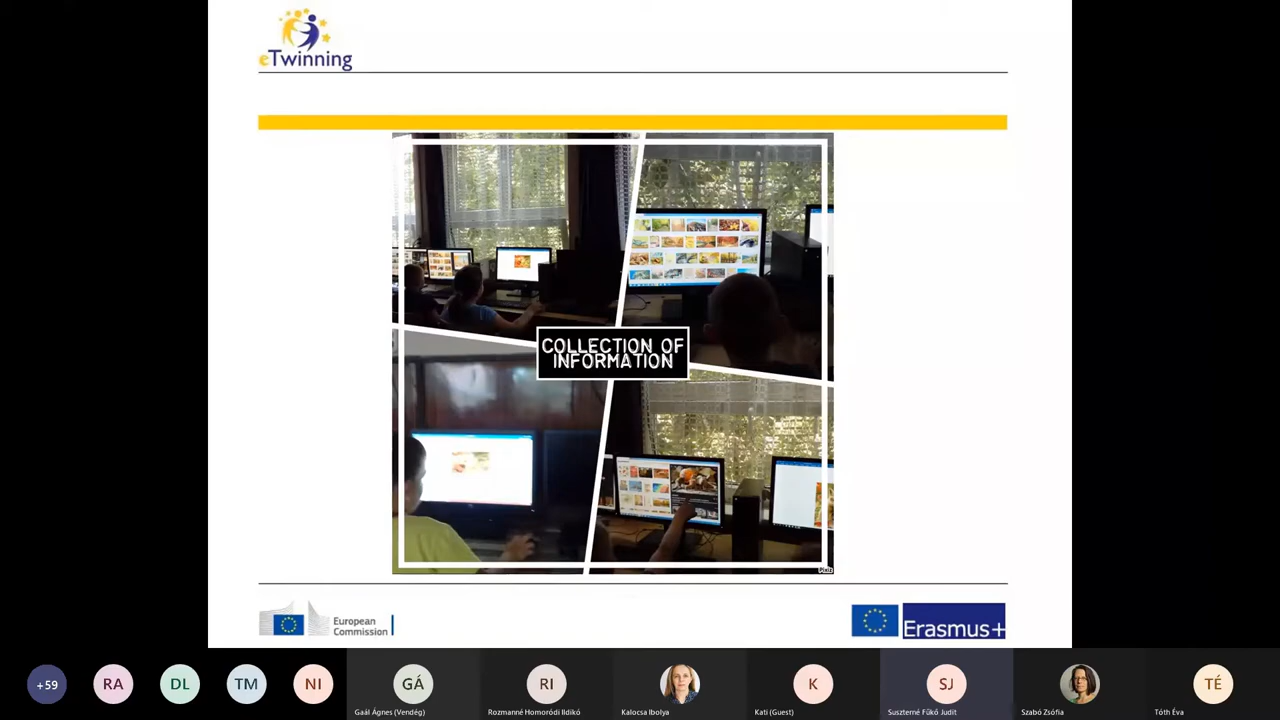 eTwinning
COLLECTION OF
INFORMATION
European
Commission
Erasmus+
+59
RA
DL
TM
NI
GÁ
RI
K
SJ
TÉ
Gaál Ágnes (Vendég)
Rozmanné Homoródi Ildikó
Kalocsa Ibolya
Kati (Guest)
Suszterné Fűkő Judit
Szabó Zsófia
Tóth Éva